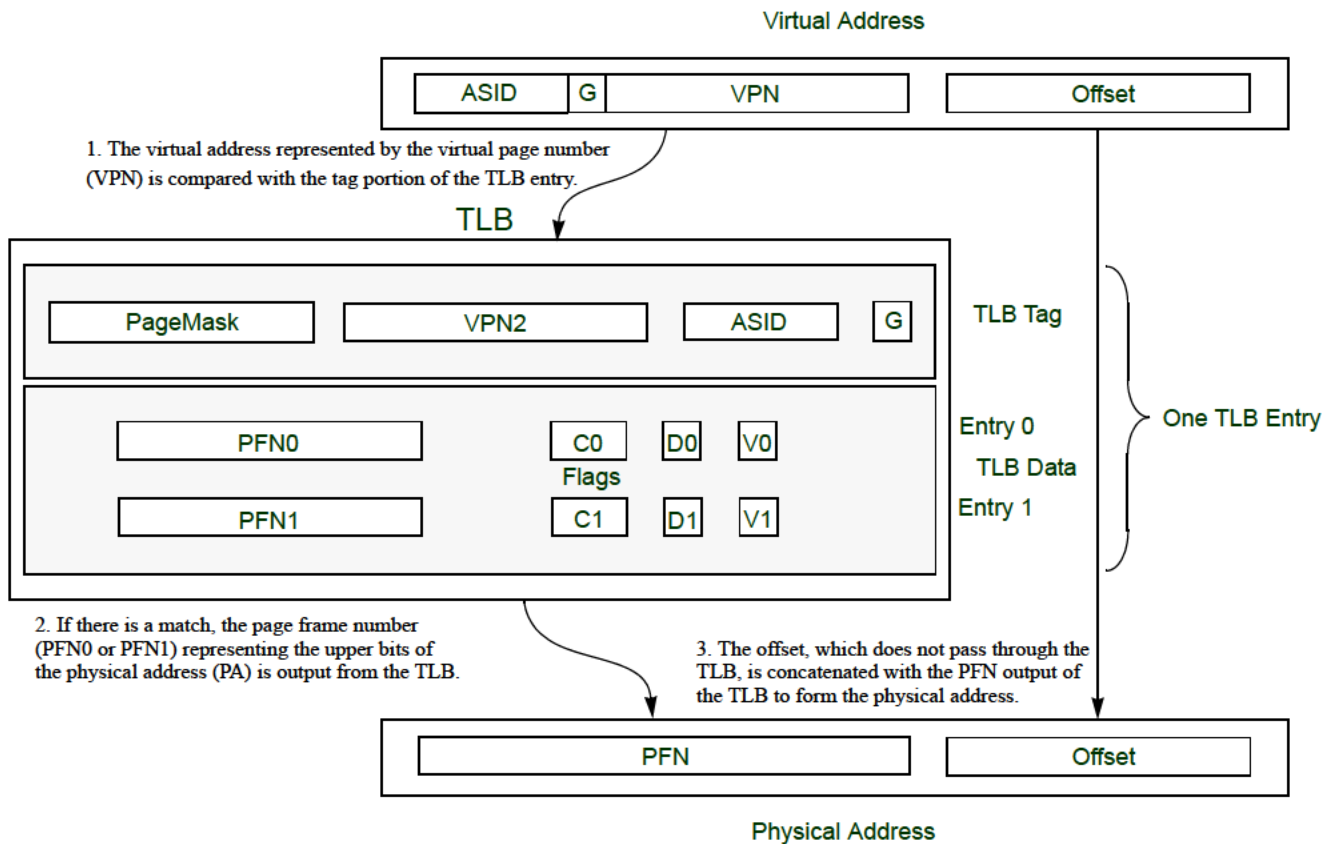 Virtual Address
ASID G VPN Offset
1. The virtual address represented by the virtual page number
(VPN) is compared with the tag portion of the TLB entry.
TLB
PageMask VPN2 ASID G
TLB Tag
PFN0 C0 D0 V0
Entry 0
Flags
TLB Data
One TLB Entry
PFN1 C1 D1 V1
Entry 1
2. If there is a match, the page frame number
(PFN0 or PFN1) representing the upper bits of
the physical address (PA) is output from the TLB.
3. The offset, which does not pass through the
TLB, is concatenated with the PFN output of
the TLB to form the physical address.
PFN Offset
Physical Address